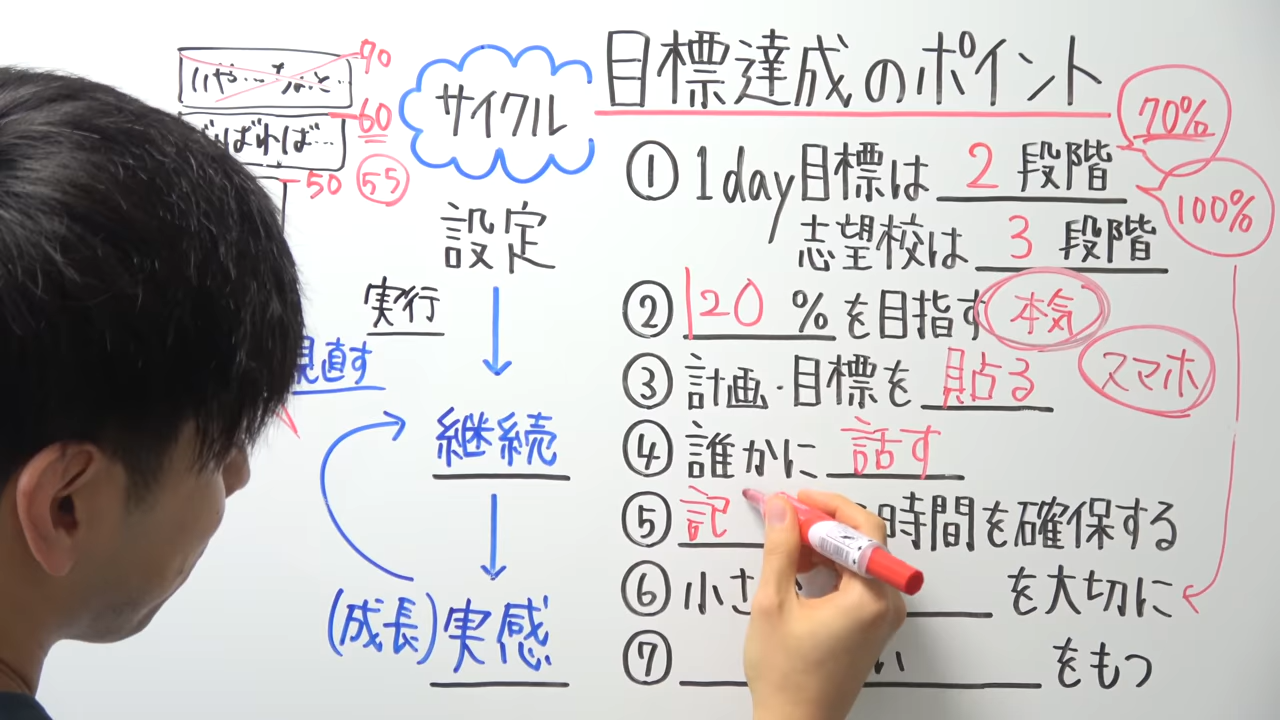 いや…なぁと…
90
ばれば…
60
50
55
サイクル
設定
実行
見直す
継続
(成長)実感
目標達成のポイント
70%
① 1day目標は 2 段階
100%
志望校は 3 段階
② 120 %を目指す 本気
③ 計画・目標を 貼る スマホ
④ 誰かに 話す
⑤ 記 時間を確保する
⑥ 小さ を大切に
⑦ い をもつ